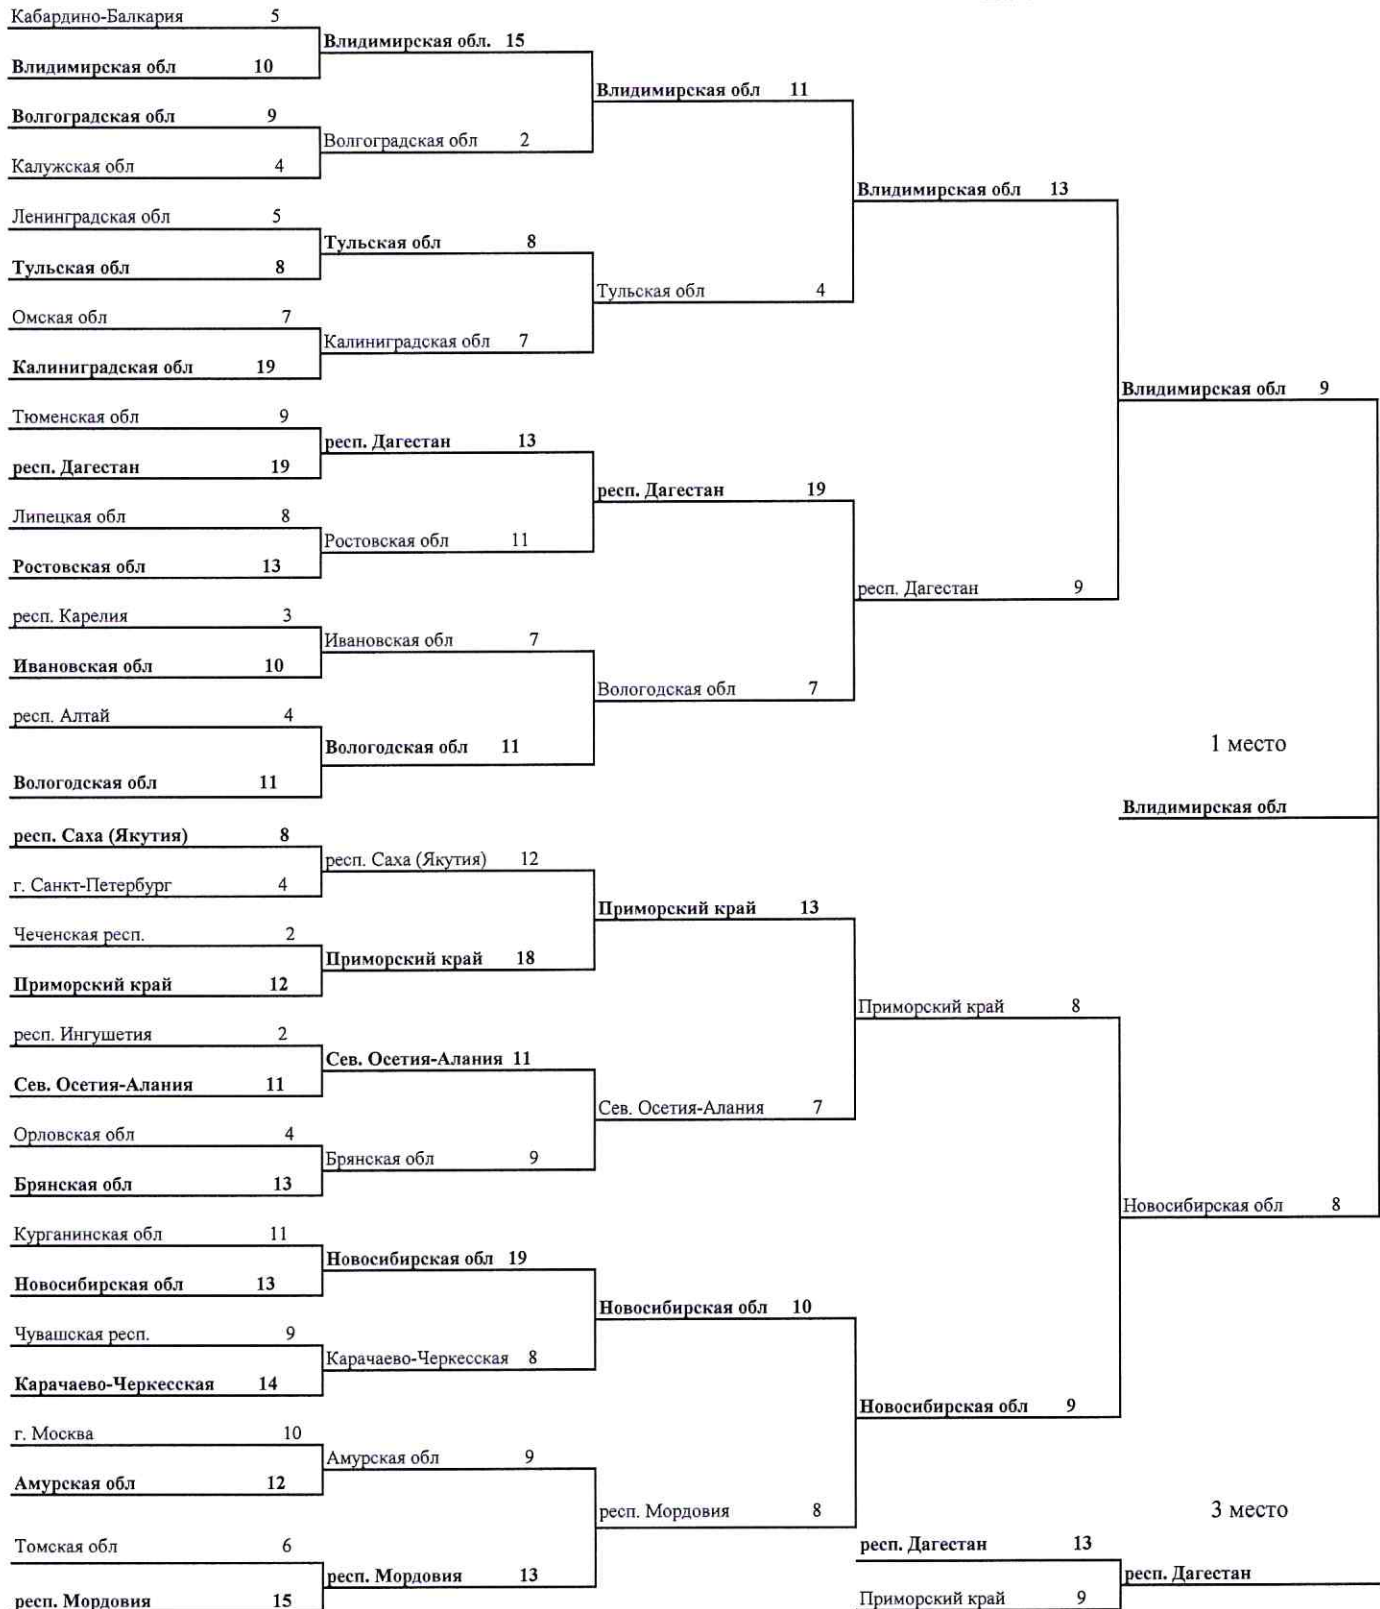 Кабардино-Балкария 5
Влидимирская обл 10
Волгоградская обл 9
Калужская обл 4
Ленинградская обл 5
Тульская обл 8
Омская обл 7
Калиниградская обл 19
Тюменская обл 9
респ. Дагестан 19
Липецкая обл 8
Ростовская обл 13
респ. Карелия 3
Ивановская обл 10
респ. Алтай 4
Вологодская обл 11
респ. Саха (Якутия) 8
г. Санкт-Петербург 4
Чеченская респ. 2
Приморский край 12
респ. Ингушетия 2
Сев. Осетия-Алания 11
Орловская обл 4
Брянская обл 13
Курганинская обл 11
Новосибирская обл 13
Чувашская респ. 9
Карачаево-Черкесская 14
г. Москва 10
Амурская обл 12
Томская обл 6
респ. Мордовия 15
Влидимирская обл. 15
Волгоградская обл 2
Тульская обл 8
Калиниградская обл 7
респ. Дагестан 13
Ростовская обл 11
Ивановская обл 7
Вологодская обл 11
респ. Саха (Якутия) 12
Приморский край 18
Сев. Осетия-Алания 11
Брянская обл 9
Новосибирская обл 19
Карачаево-Черкесская 8
Амурская обл 9
респ. Мордовия 13
Влидимирская обл 11
Тульская обл 4
респ. Дагестан 19
Вологодская обл 7
Приморский край 13
Сев. Осетия-Алания 7
Новосибирская обл 10
респ. Мордовия 8
Влидимирская обл 13
респ. Дагестан 9
Приморский край 8
Новосибирская обл 9
Влидимирская обл 9
Новосибирская обл 8
1 место
Влидимирская обл
3 место
респ. Дагестан 13
Приморский край 9
респ. Дагестан